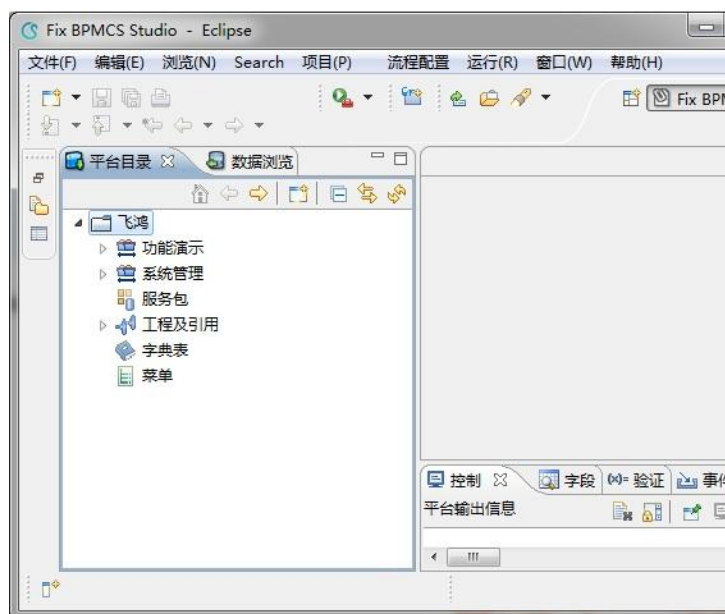 Fix BPMCS Studio - Eclipse
文件(F) 编辑(E) 浏览(N) Search 项目(P) 流程配置 运行(R) 窗口(W) 帮助(H)
Fix BPM
平台目录 数据浏览
飞鸿
功能演示
系统管理
服务包
工程及引用
字典表
菜单
控制 字段 (x)= 验证 事件
平台输出信息